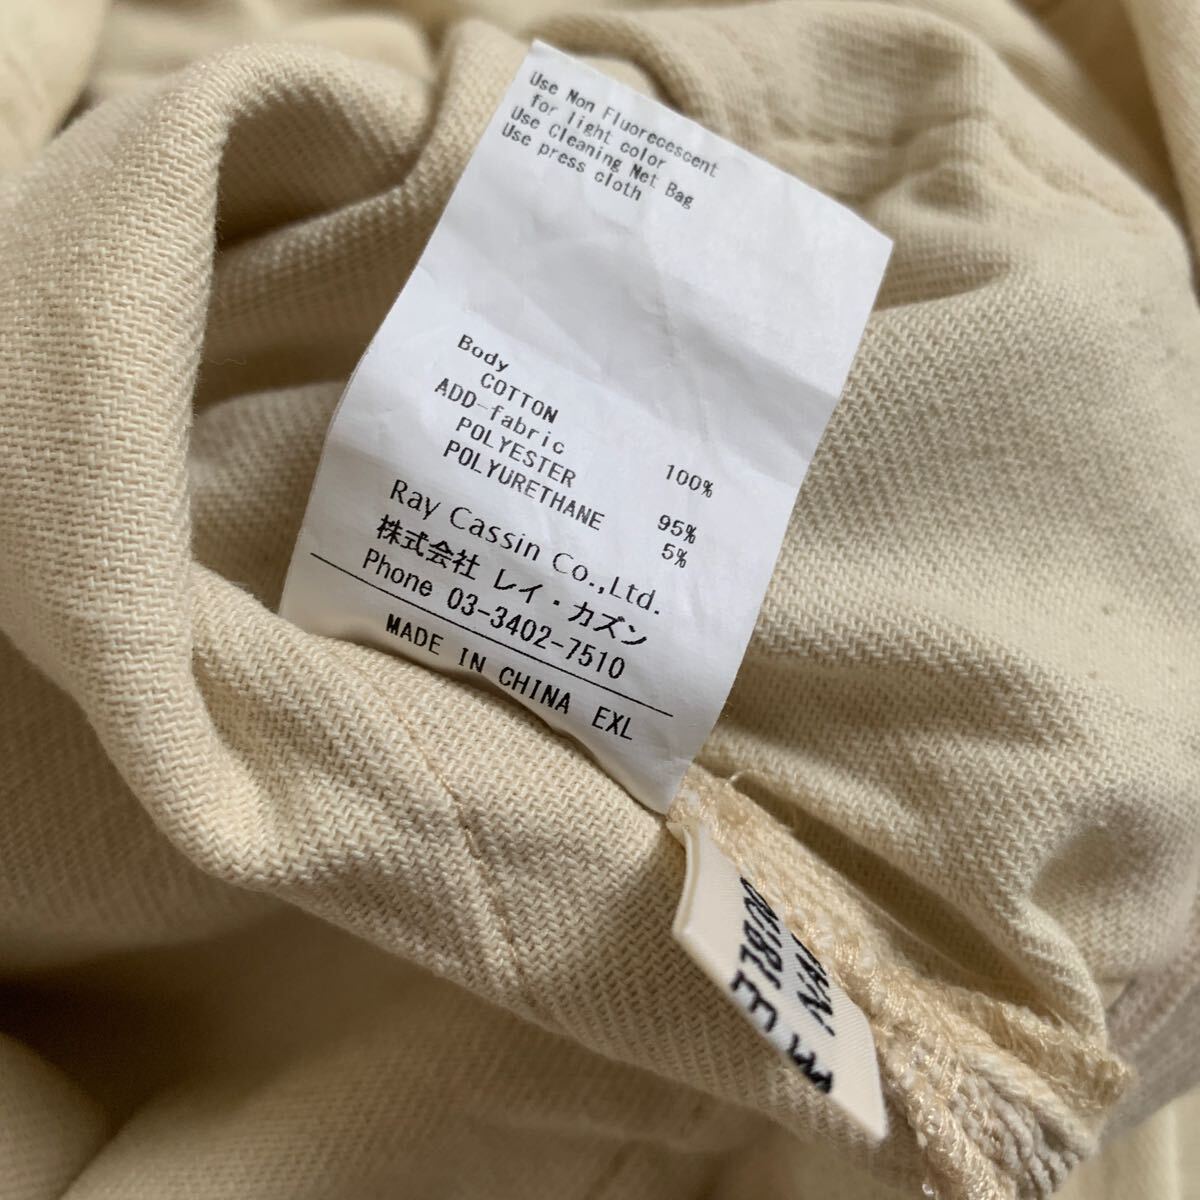 Use Non Fluorecescent
for light color
Use Cleaning Net Bag
Use press cloth
Body
COTTON 100%
ADD-fabric
POLYESTER 95%
POLYURETHANE 5%
Ray Cassin Co.,Ltd.
株式会社 レイ・カズン
Phone 03-3402-7510
MADE IN CHINA EXL